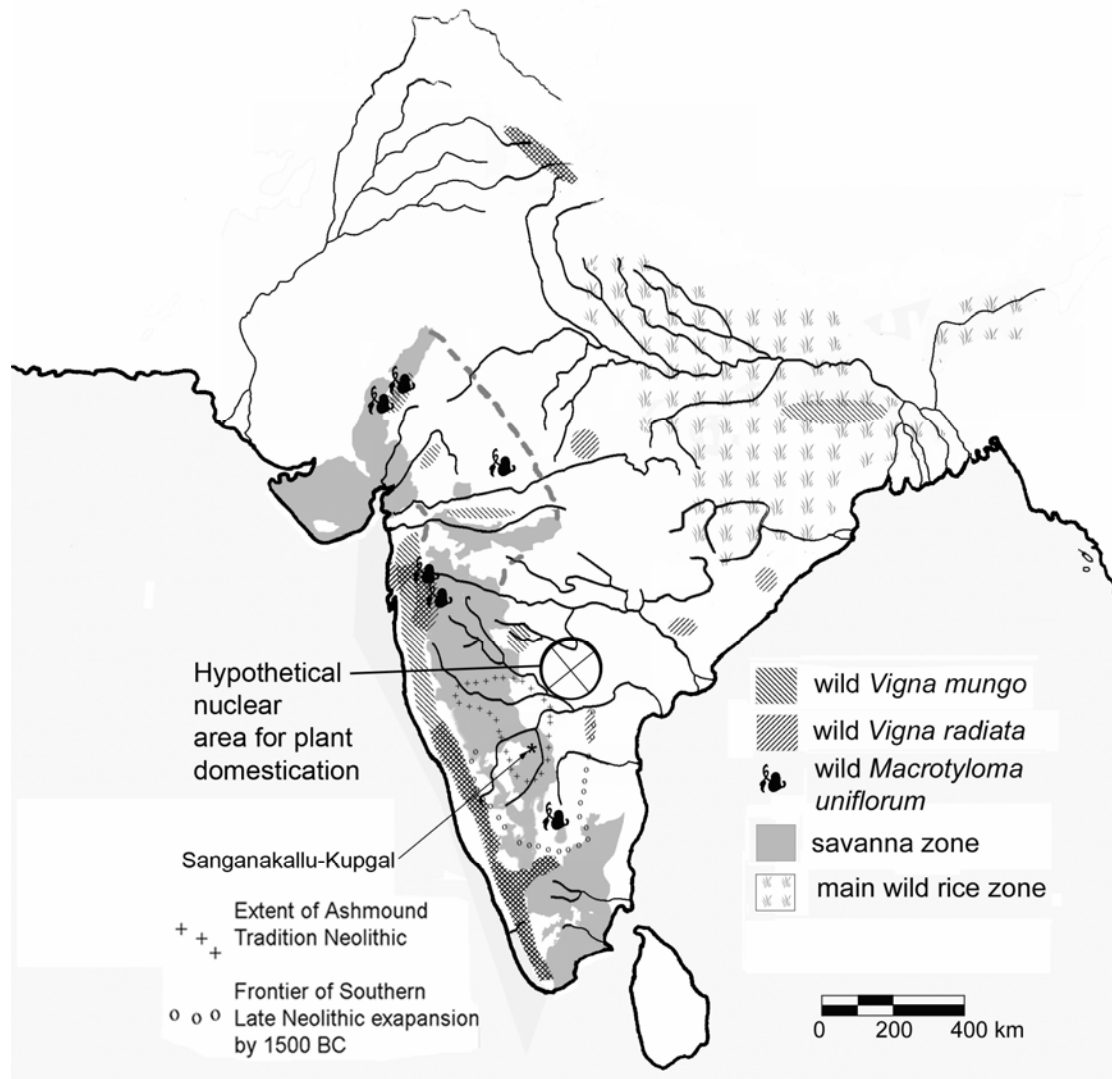 Hypothetical
nuclear
area for plant
domestication
Sanganakallu-Kupgal
Extent of Ashmound
Tradition Neolithic
Frontier of Southern
Late Neolithic exapansion
by 1500 BC
wild Vigna mungo
wild Vigna radiata
wild Macrotyloma
uniflorum
savanna zone
main wild rice zone
0 200 400 km